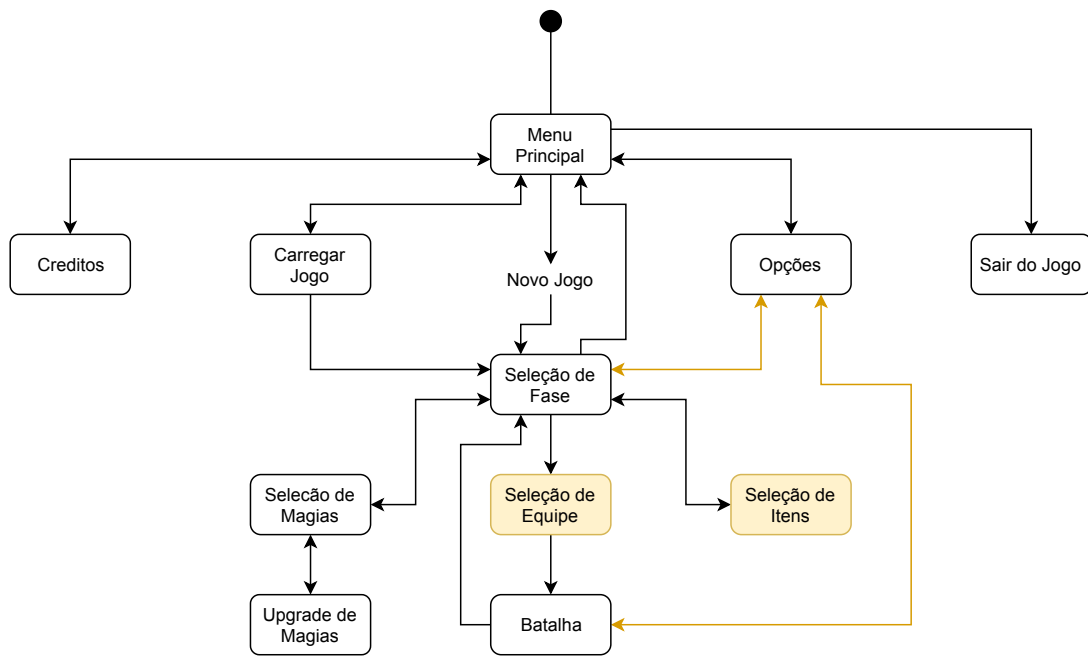 Menu
Principal
Creditos
Carregar
Jogo
Novo Jogo
Opções
Sair do Jogo
Seleção de
Fase
Selecão de
Magias
Seleção de
Equipe
Seleção de
Itens
Upgrade de
Magias
Batalha